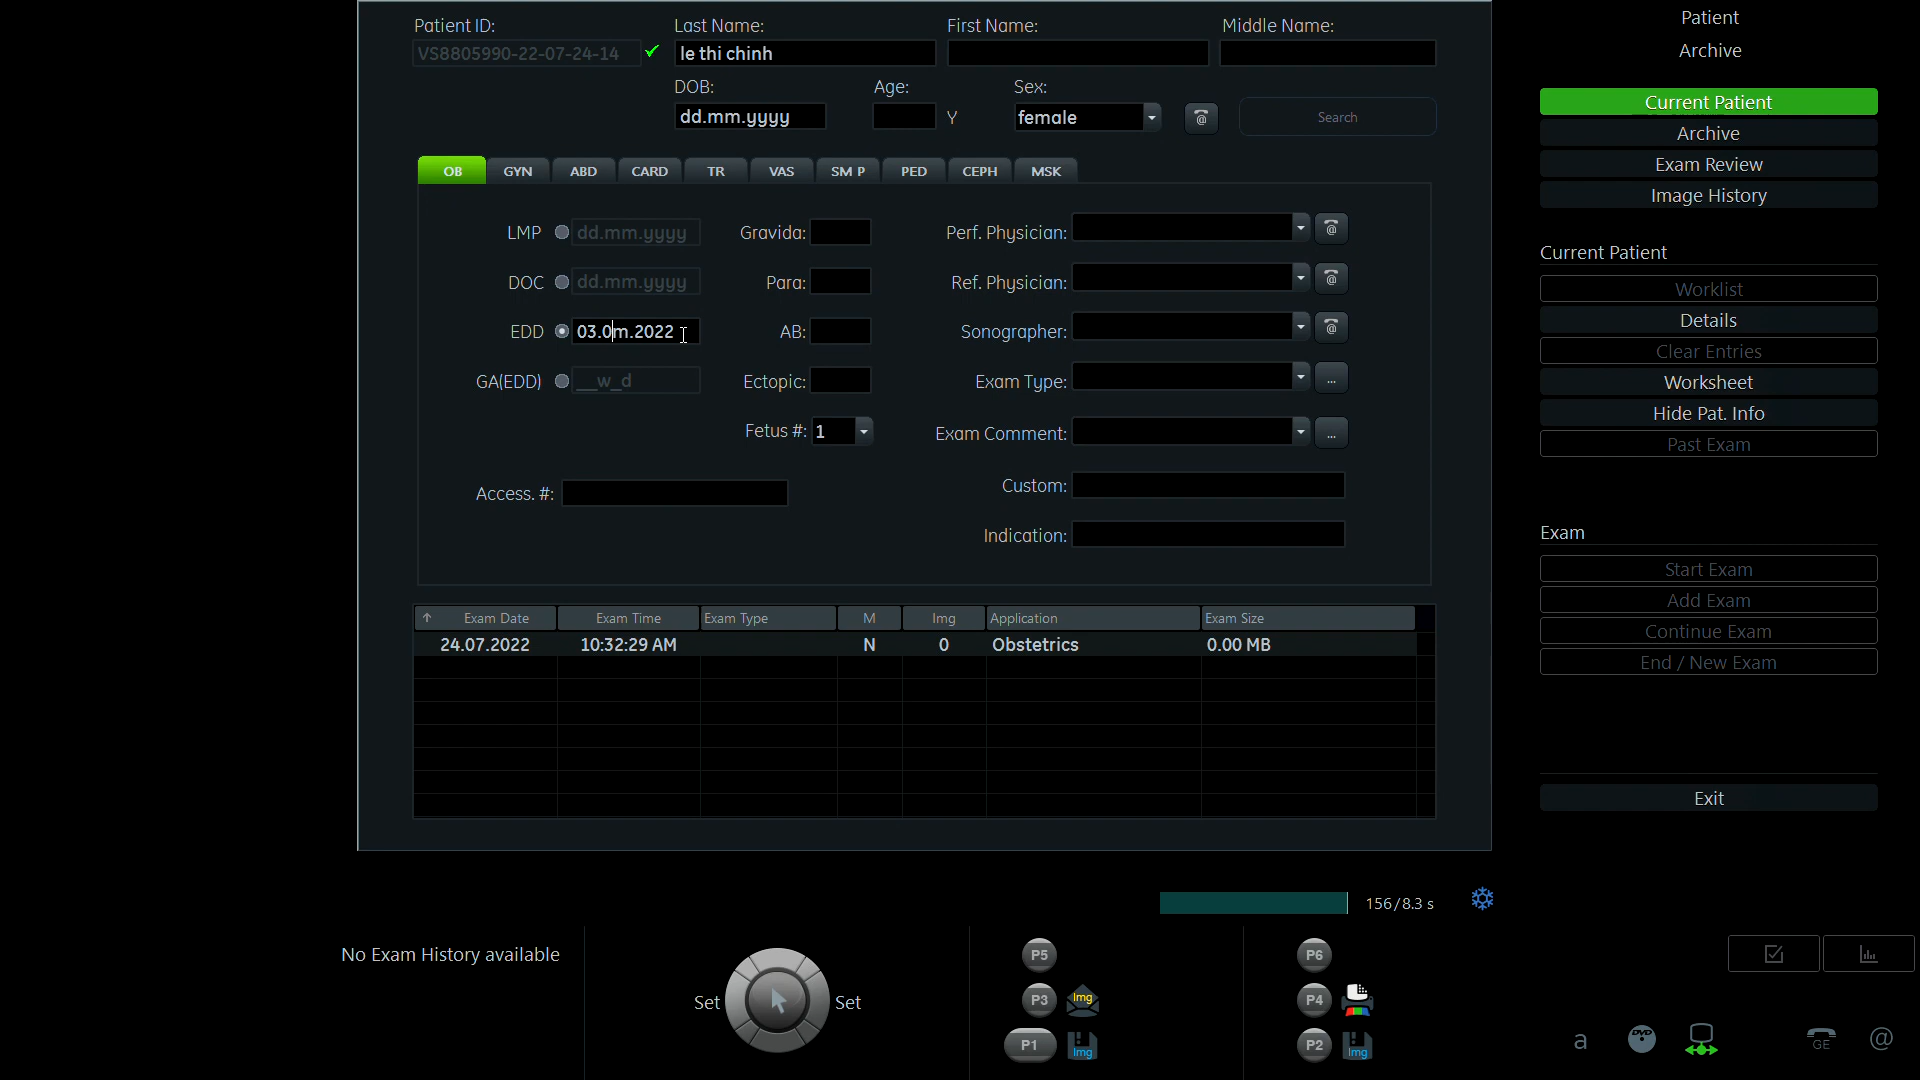 Patient ID: Last Name: First Name: Middle Name:
VS8805990-22-07-24-14 le thi chinh
DOB: Age: Sex:
dd.mm.yyyy Y female Search
OB GYN ABD CARD TR VAS SM P PED CEPH MSK
LMP dd.mm.yyyy Gravida: Perf. Physician:
DOC dd.mm.yyyy Para: Ref. Physician:
EDD 03.0m.2022 AB: Sonographer:
GA(EDD) __w_d Ectopic: Exam Type: ...
Fetus #: 1 Exam Comment: ...
Access. #: Custom:
Indication:
Exam Date Exam Time Exam Type M Img Application Exam Size
24.07.2022 10:32:29 AM N 0 Obstetrics 0.00 MB
156/8.3 s
No Exam History available
Set Set
P5 P6
P3 Img P4
P1 Img P2 Img
Patient
Archive
Current Patient
Archive
Exam Review
Image History
Current Patient
Worklist
Details
Clear Entries
Worksheet
Hide Pat. Info
Past Exam
Exam
Start Exam
Add Exam
Continue Exam
End / New Exam
Exit
a DVD GE @